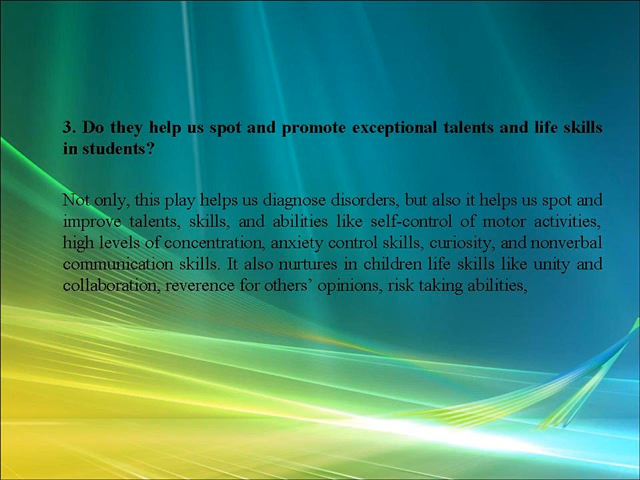 3. Do they help us spot and promote exceptional talents and life skills
in students?
Not only, this play helps us diagnose disorders, but also it helps us spot and
improve talents, skills, and abilities like self-control of motor activities,
high levels of concentration, anxiety control skills, curiosity, and nonverbal
communication skills. It also nurtures in children life skills like unity and
collaboration, reverence for others’ opinions, risk taking abilities,